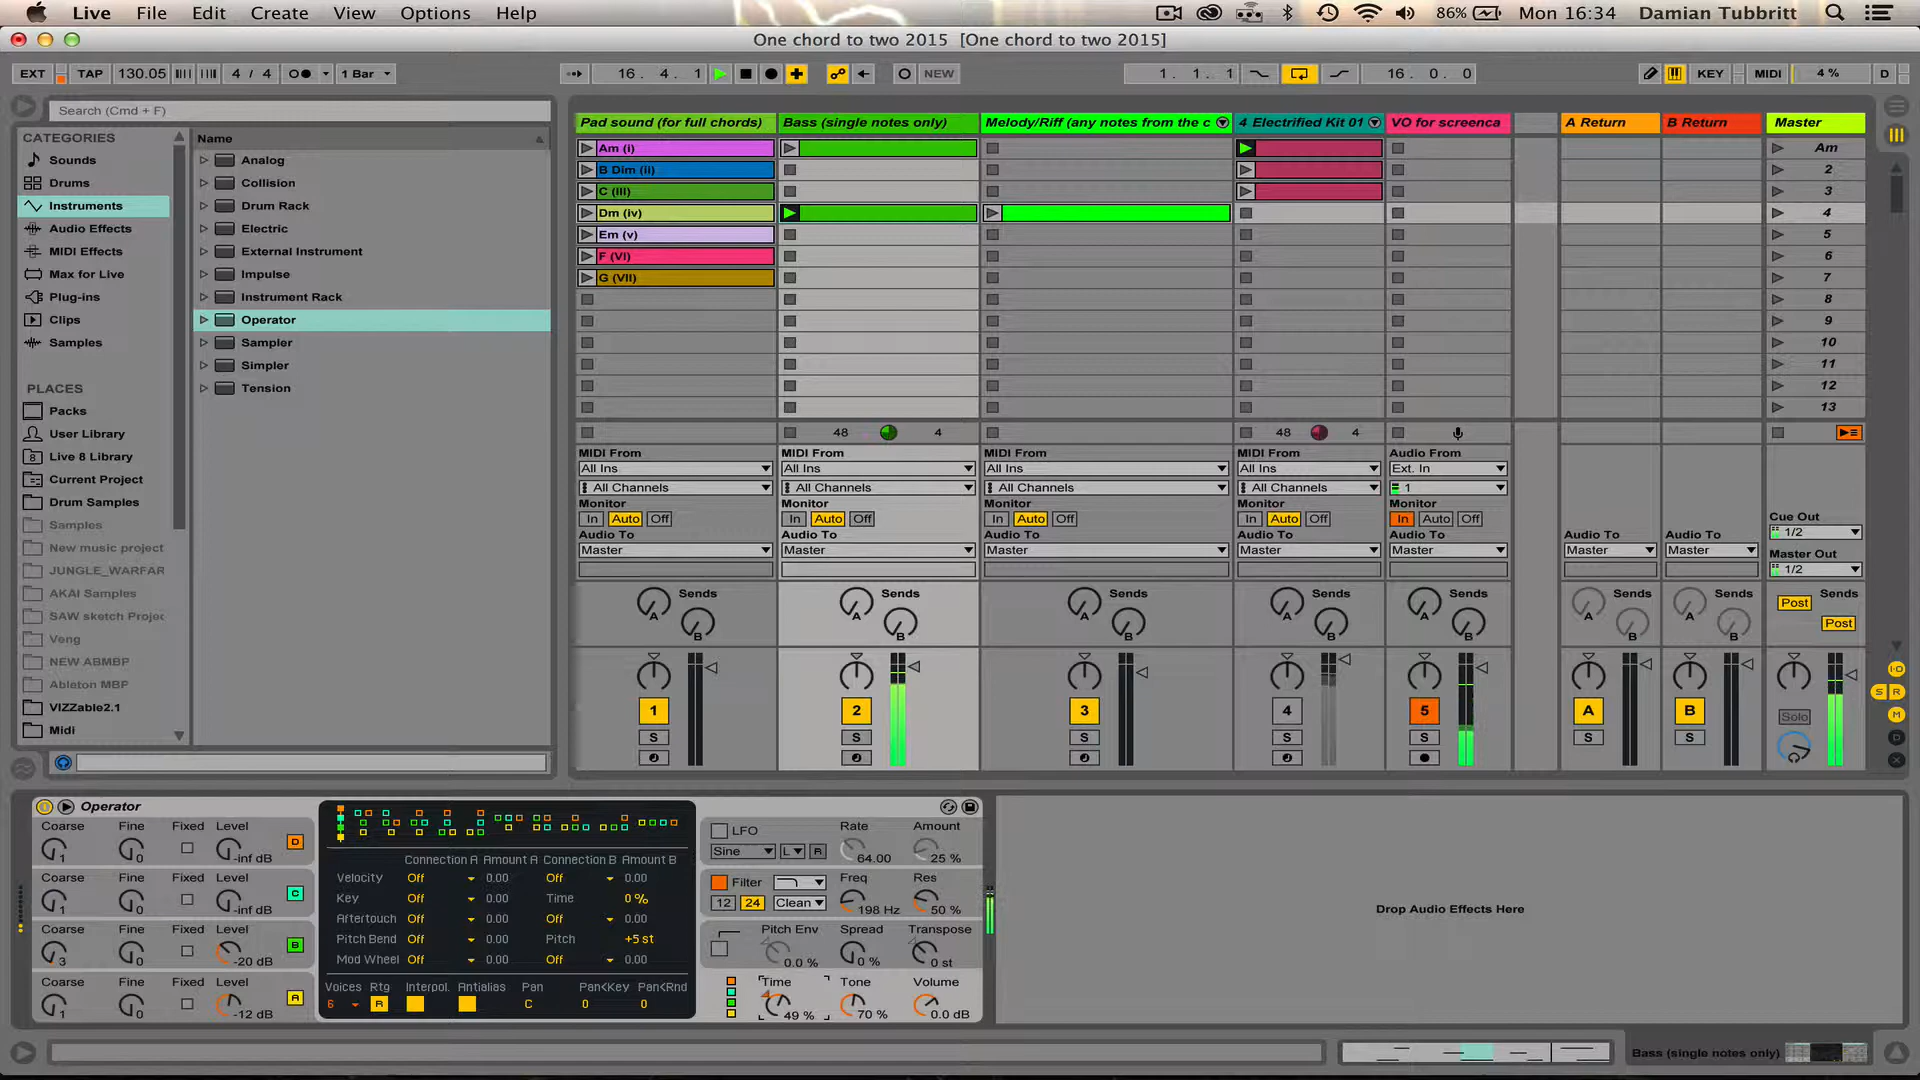 Live File Edit Create View Options Help 86% Mon 16:34 Damian Tubbritt
One chord to two 2015 [One chord to two 2015]
EXT TAP 130.05 4 / 4 1 Bar 16. 4. 1 NEW 1. 1. 1 16. 0. 0 KEY MIDI 4 % D
Search (Cmd + F)
CATEGORIES
Sounds
Drums
Instruments
Audio Effects
MIDI Effects
Max for Live
Plug-ins
Clips
Samples
PLACES
Packs
User Library
Live 8 Library
Current Project
Drum Samples
Samples
New music project
JUNGLE_WARFAR
AKAI Samples
SAW sketch Projec
Veng
NEW ABMBP
Ableton MBP
VIZZable2.1
Midi
Name
Analog
Collision
Drum Rack
Electric
External Instrument
Impulse
Instrument Rack
Operator
Sampler
Simpler
Tension
Pad sound (for full chords) Bass (single notes only) Melody/Riff (any notes from the c 4 Electrified Kit 01 VO for screenca A Return B Return Master
Am (i) Am
B Dim (ii) 2
C (III) 3
Dm (iv) 4
Em (v) 5
F (VI) 6
G (VII) 7
8
9
10
11
12
13
48 4 48 4
MIDI From MIDI From MIDI From MIDI From Audio From
All Ins All Ins All Ins All Ins Ext. In
All Channels All Channels All Channels All Channels 1
Monitor Monitor Monitor Monitor Monitor
In Auto Off In Auto Off In Auto Off In Auto Off In Auto Off
Cue Out
1/2
Audio To Audio To Audio To Audio To Audio To Audio To Audio To
Master Master Master Master Master Master Master
Master Out
1/2
Sends Sends Sends Sends Sends Sends Sends Sends
A A A A A A A Post
B B B B B B B Post
1 2 3 4 5 A B Solo
S S S S S S S
I·O
S R
M
D
X
Operator
Coarse Fine Fixed Level
1 0 -inf dB D
Coarse Fine Fixed Level
1 0 -inf dB C
Coarse Fine Fixed Level
3 0 -20 dB B
Coarse Fine Fixed Level
1 0 -12 dB A
Connection A Amount A Connection B Amount B
Velocity Off 0.00 Off 0.00
Key Off 0.00 Time 0 %
Aftertouch Off 0.00 Off 0.00
Pitch Bend Off 0.00 Pitch +5 st
Mod Wheel Off 0.00 Off 0.00
Voices Rtg Interpol. Antialias Pan Pan<Key Pan<Rnd
6 R C 0 0
LFO Rate Amount
Sine L R 64.00 25 %
Filter Freq Res
12 24 Clean 198 Hz 50 %
Pitch Env Spread Transpose
0.0 % 0 % 0 st
Time Tone Volume
49 % 70 % 0.0 dB
Drop Audio Effects Here
Bass (single notes only)